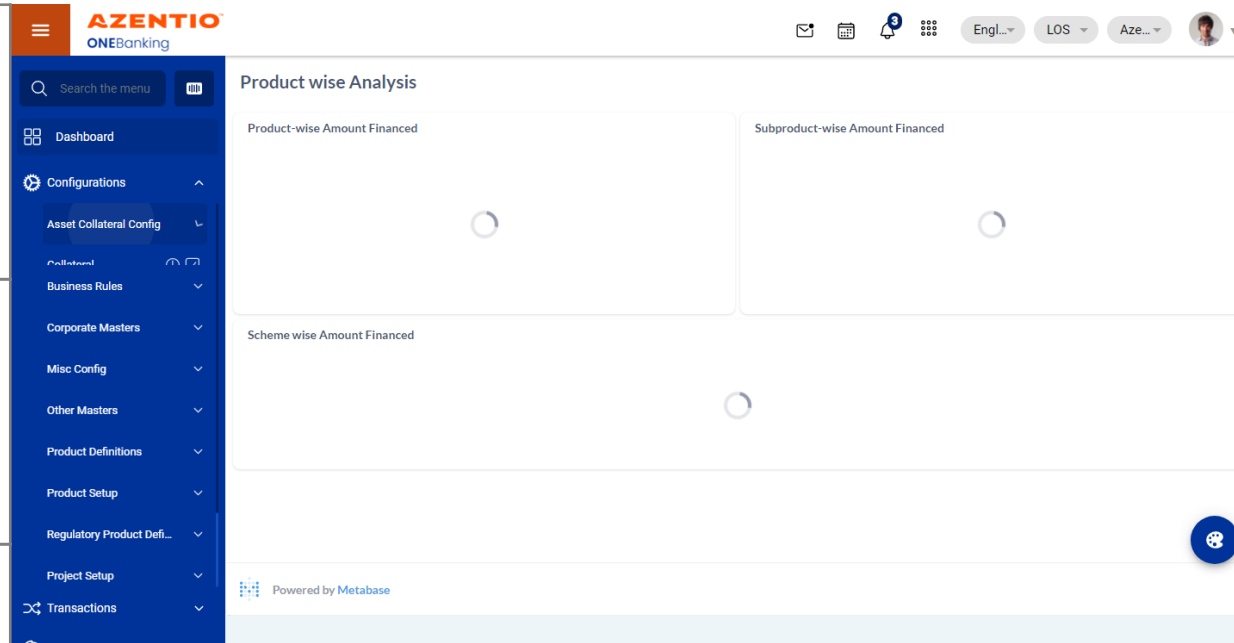 AZENTIO
ONEBanking
3
Engl...
LOS
Aze...
Search the menu
Dashboard
Configurations
Asset Collateral Config
Collateral
Business Rules
Corporate Masters
Misc Config
Other Masters
Product Definitions
Product Setup
Regulatory Product Defi...
Project Setup
Transactions
Product wise Analysis
Product-wise Amount Financed
Subproduct-wise Amount Financed
Scheme wise Amount Financed
Powered by Metabase